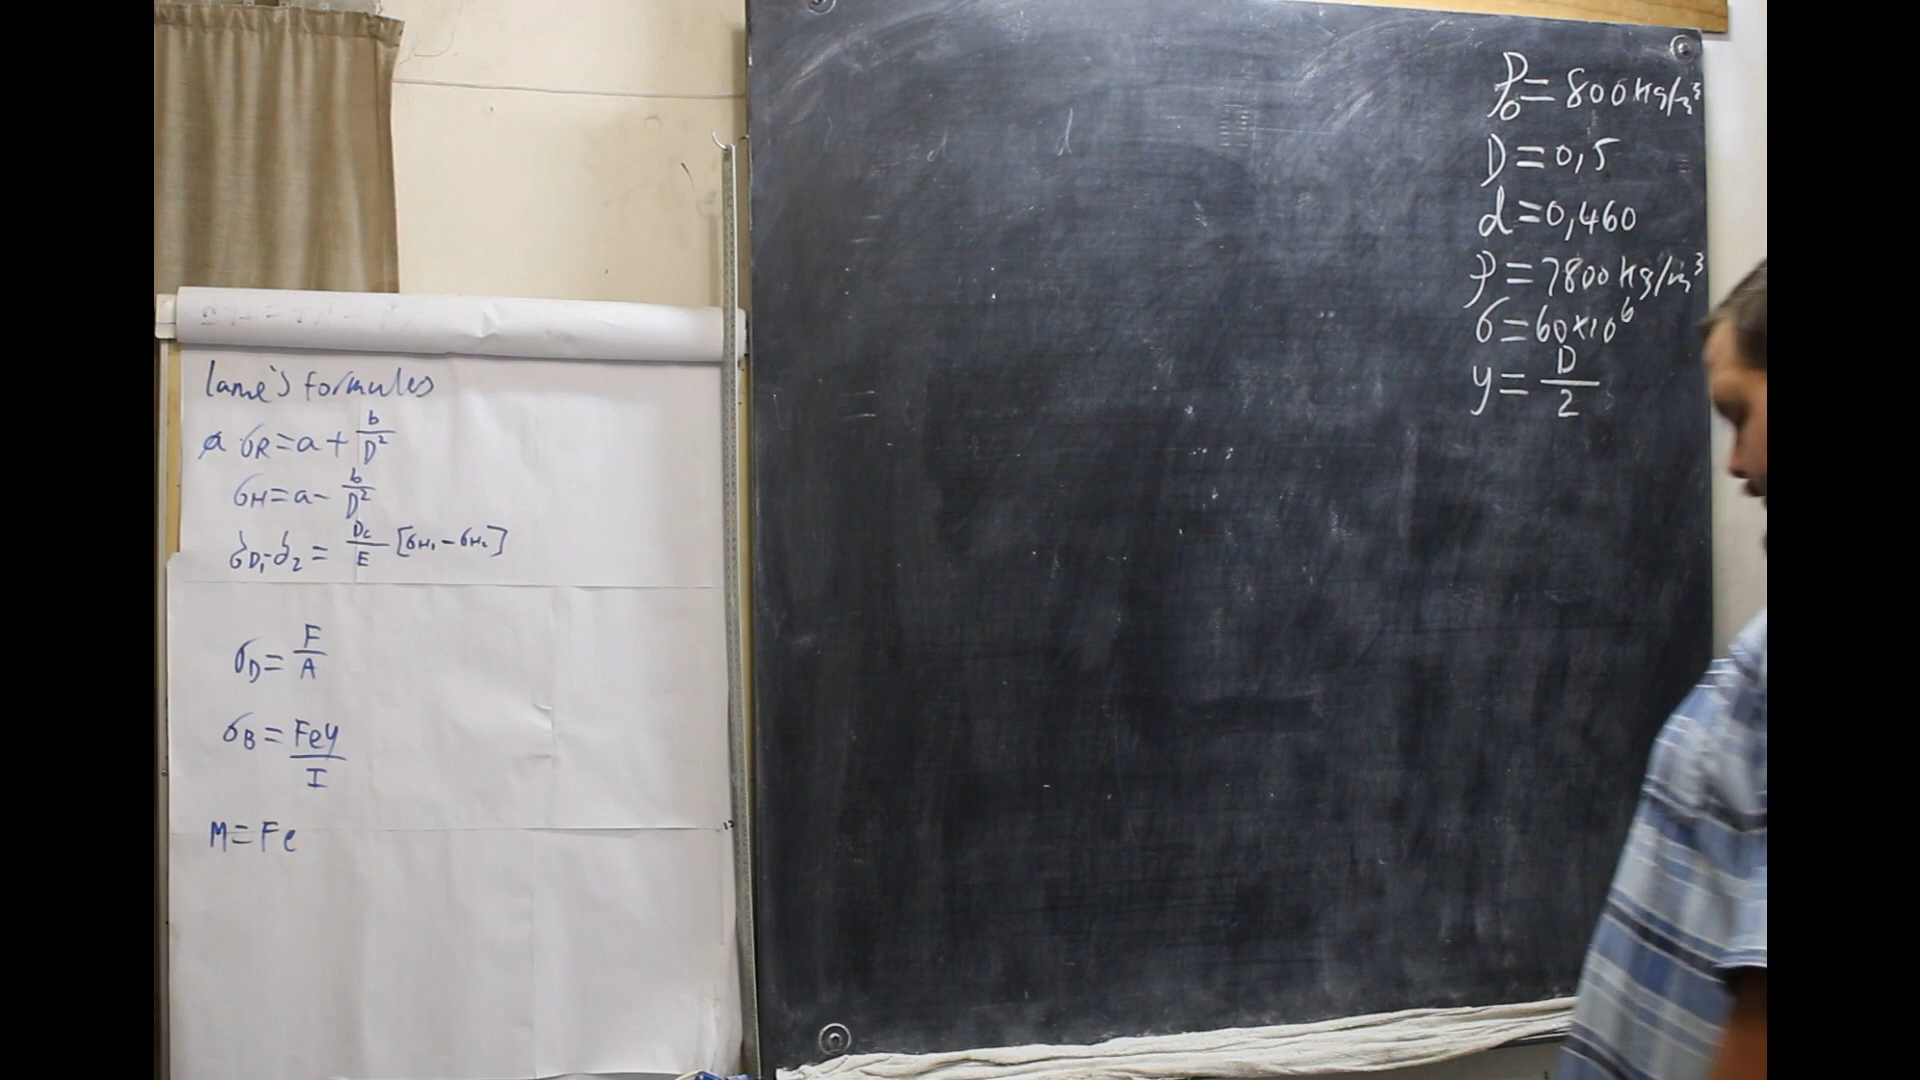 lame's formules
σR = a + b/D²
σH = a - b/D²
δD₁-δ₂ = Dc/E [σH₁ - σH₂]
σD = F/A
σB = Fey/I
M = Fe
ρo = 800 Kg/m³
D = 0,5
d = 0,460
ρ = 7800 Kg/m³
σ = 60×10⁶
y = D/2